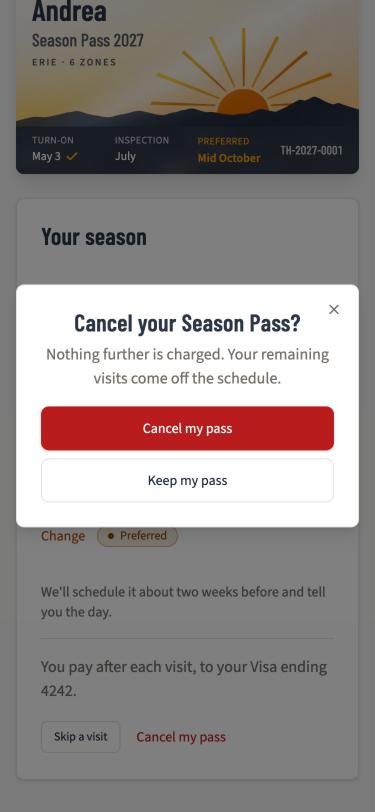 Andrea
Season Pass 2027
ERIE · 6 ZONES
TURN-ON
May 3
INSPECTION
July
PREFERRED
Mid October
TH-2027-0001
Your season
Cancel your Season Pass?
Nothing further is charged. Your remaining
visits come off the schedule.
Cancel my pass
Keep my pass
Change
Preferred
We'll schedule it about two weeks before and tell
you the day.
You pay after each visit, to your Visa ending
4242.
Skip a visit
Cancel my pass